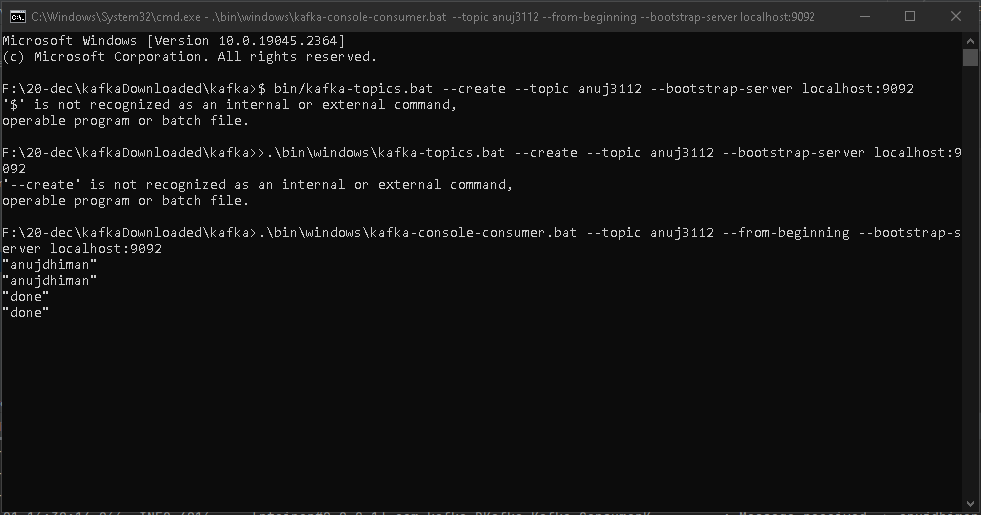 C:\Windows\System32\cmd.exe - .\bin\windows\kafka-console-consumer.bat --topic anuj3112 --from-beginning --bootstrap-server localhost:9092
Microsoft Windows [Version 10.0.19045.2364]
(c) Microsoft Corporation. All rights reserved.
F:\20-dec\kafkaDownloaded\kafka>$ bin/kafka-topics.bat --create --topic anuj3112 --bootstrap-server localhost:9092
'$' is not recognized as an internal or external command,
operable program or batch file.
F:\20-dec\kafkaDownloaded\kafka>>.\bin\windows\kafka-topics.bat --create --topic anuj3112 --bootstrap-server localhost:9
092
'--create' is not recognized as an internal or external command,
operable program or batch file.
F:\20-dec\kafkaDownloaded\kafka>.\bin\windows\kafka-console-consumer.bat --topic anuj3112 --from-beginning --bootstrap-s
erver localhost:9092
"anujdhiman"
"anujdhiman"
"done"
"done"